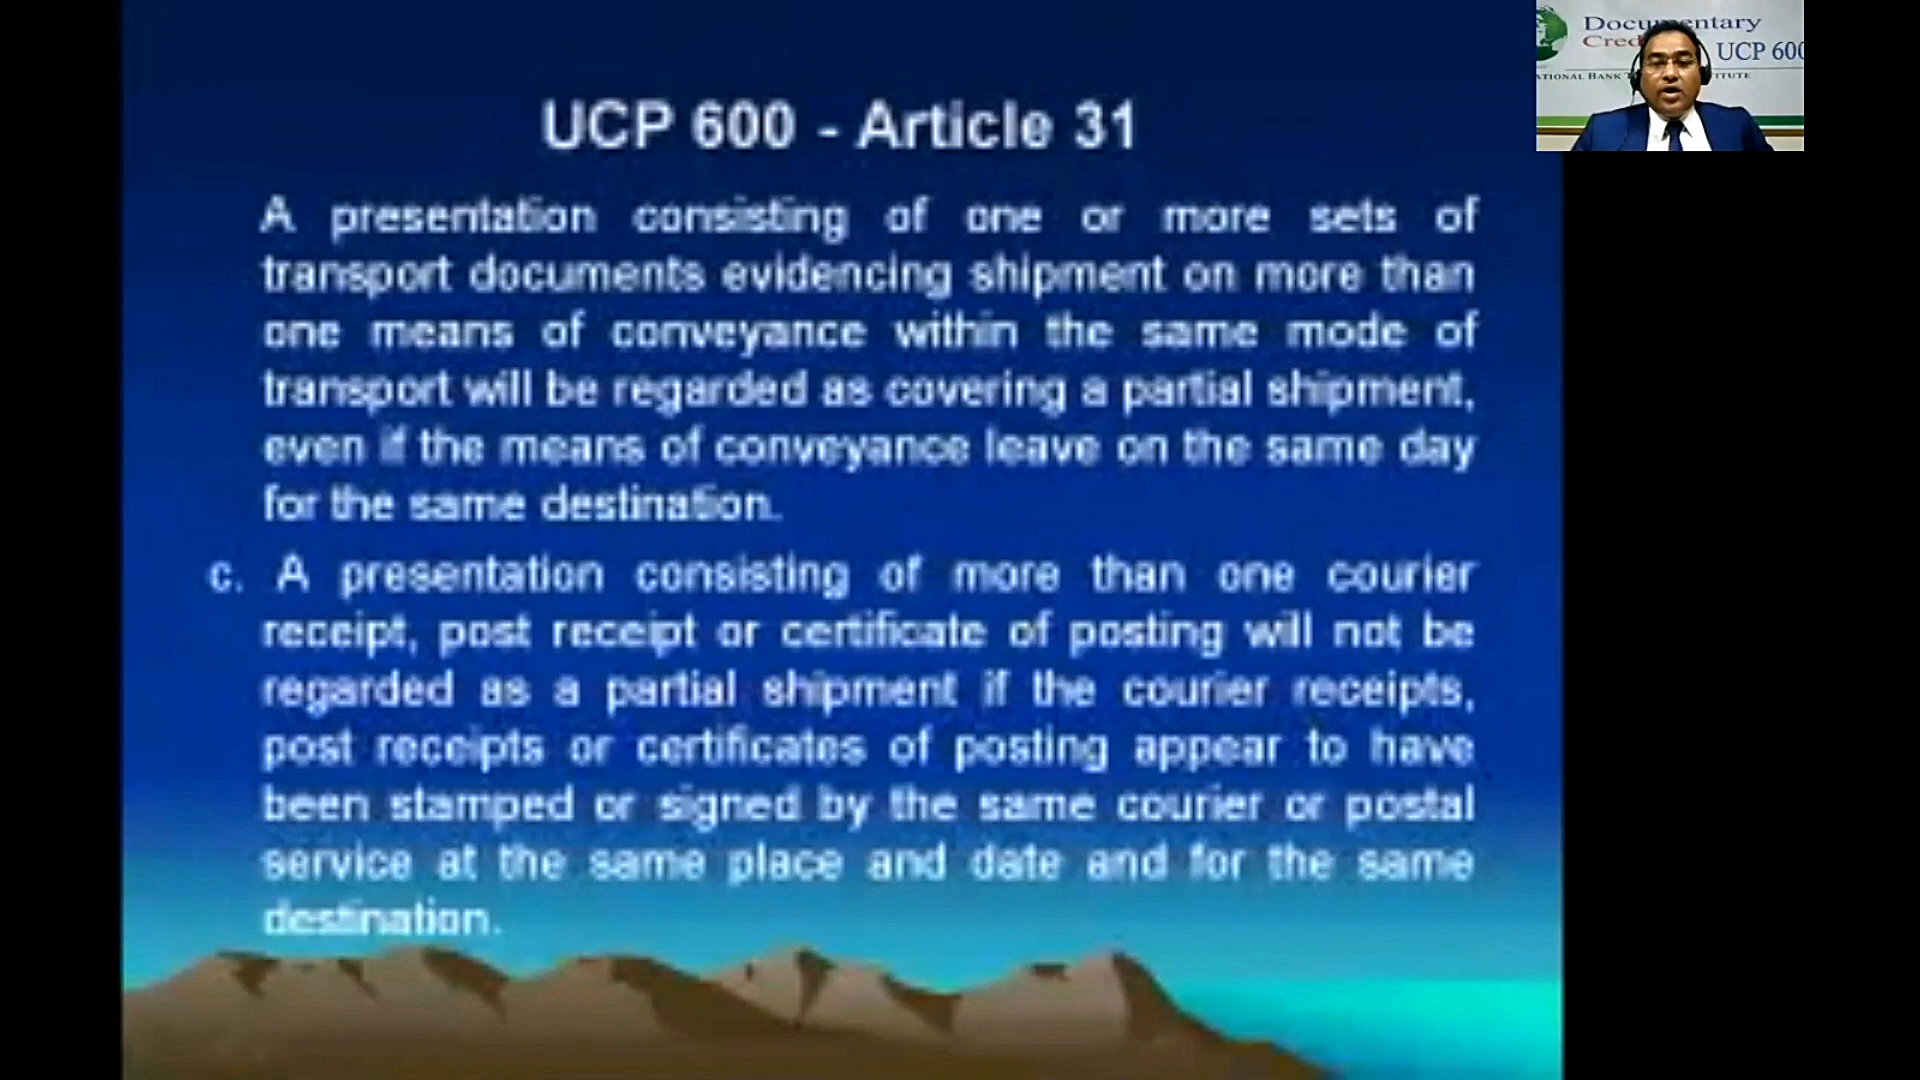 UCP 600 - Article 31
A presentation consisting of one or more sets of
transport documents evidencing shipment on more than
one means of conveyance within the same mode of
transport will be regarded as covering a partial shipment,
even if the means of conveyance leave on the same day
for the same destination.
c. A presentation consisting of more than one courier
receipt, post receipt or certificate of posting will not be
regarded as a partial shipment if the courier receipts,
post receipts or certificates of posting appear to have
been stamped or signed by the same courier or postal
service at the same place and date and for the same
destination.
UCP 600
BANK